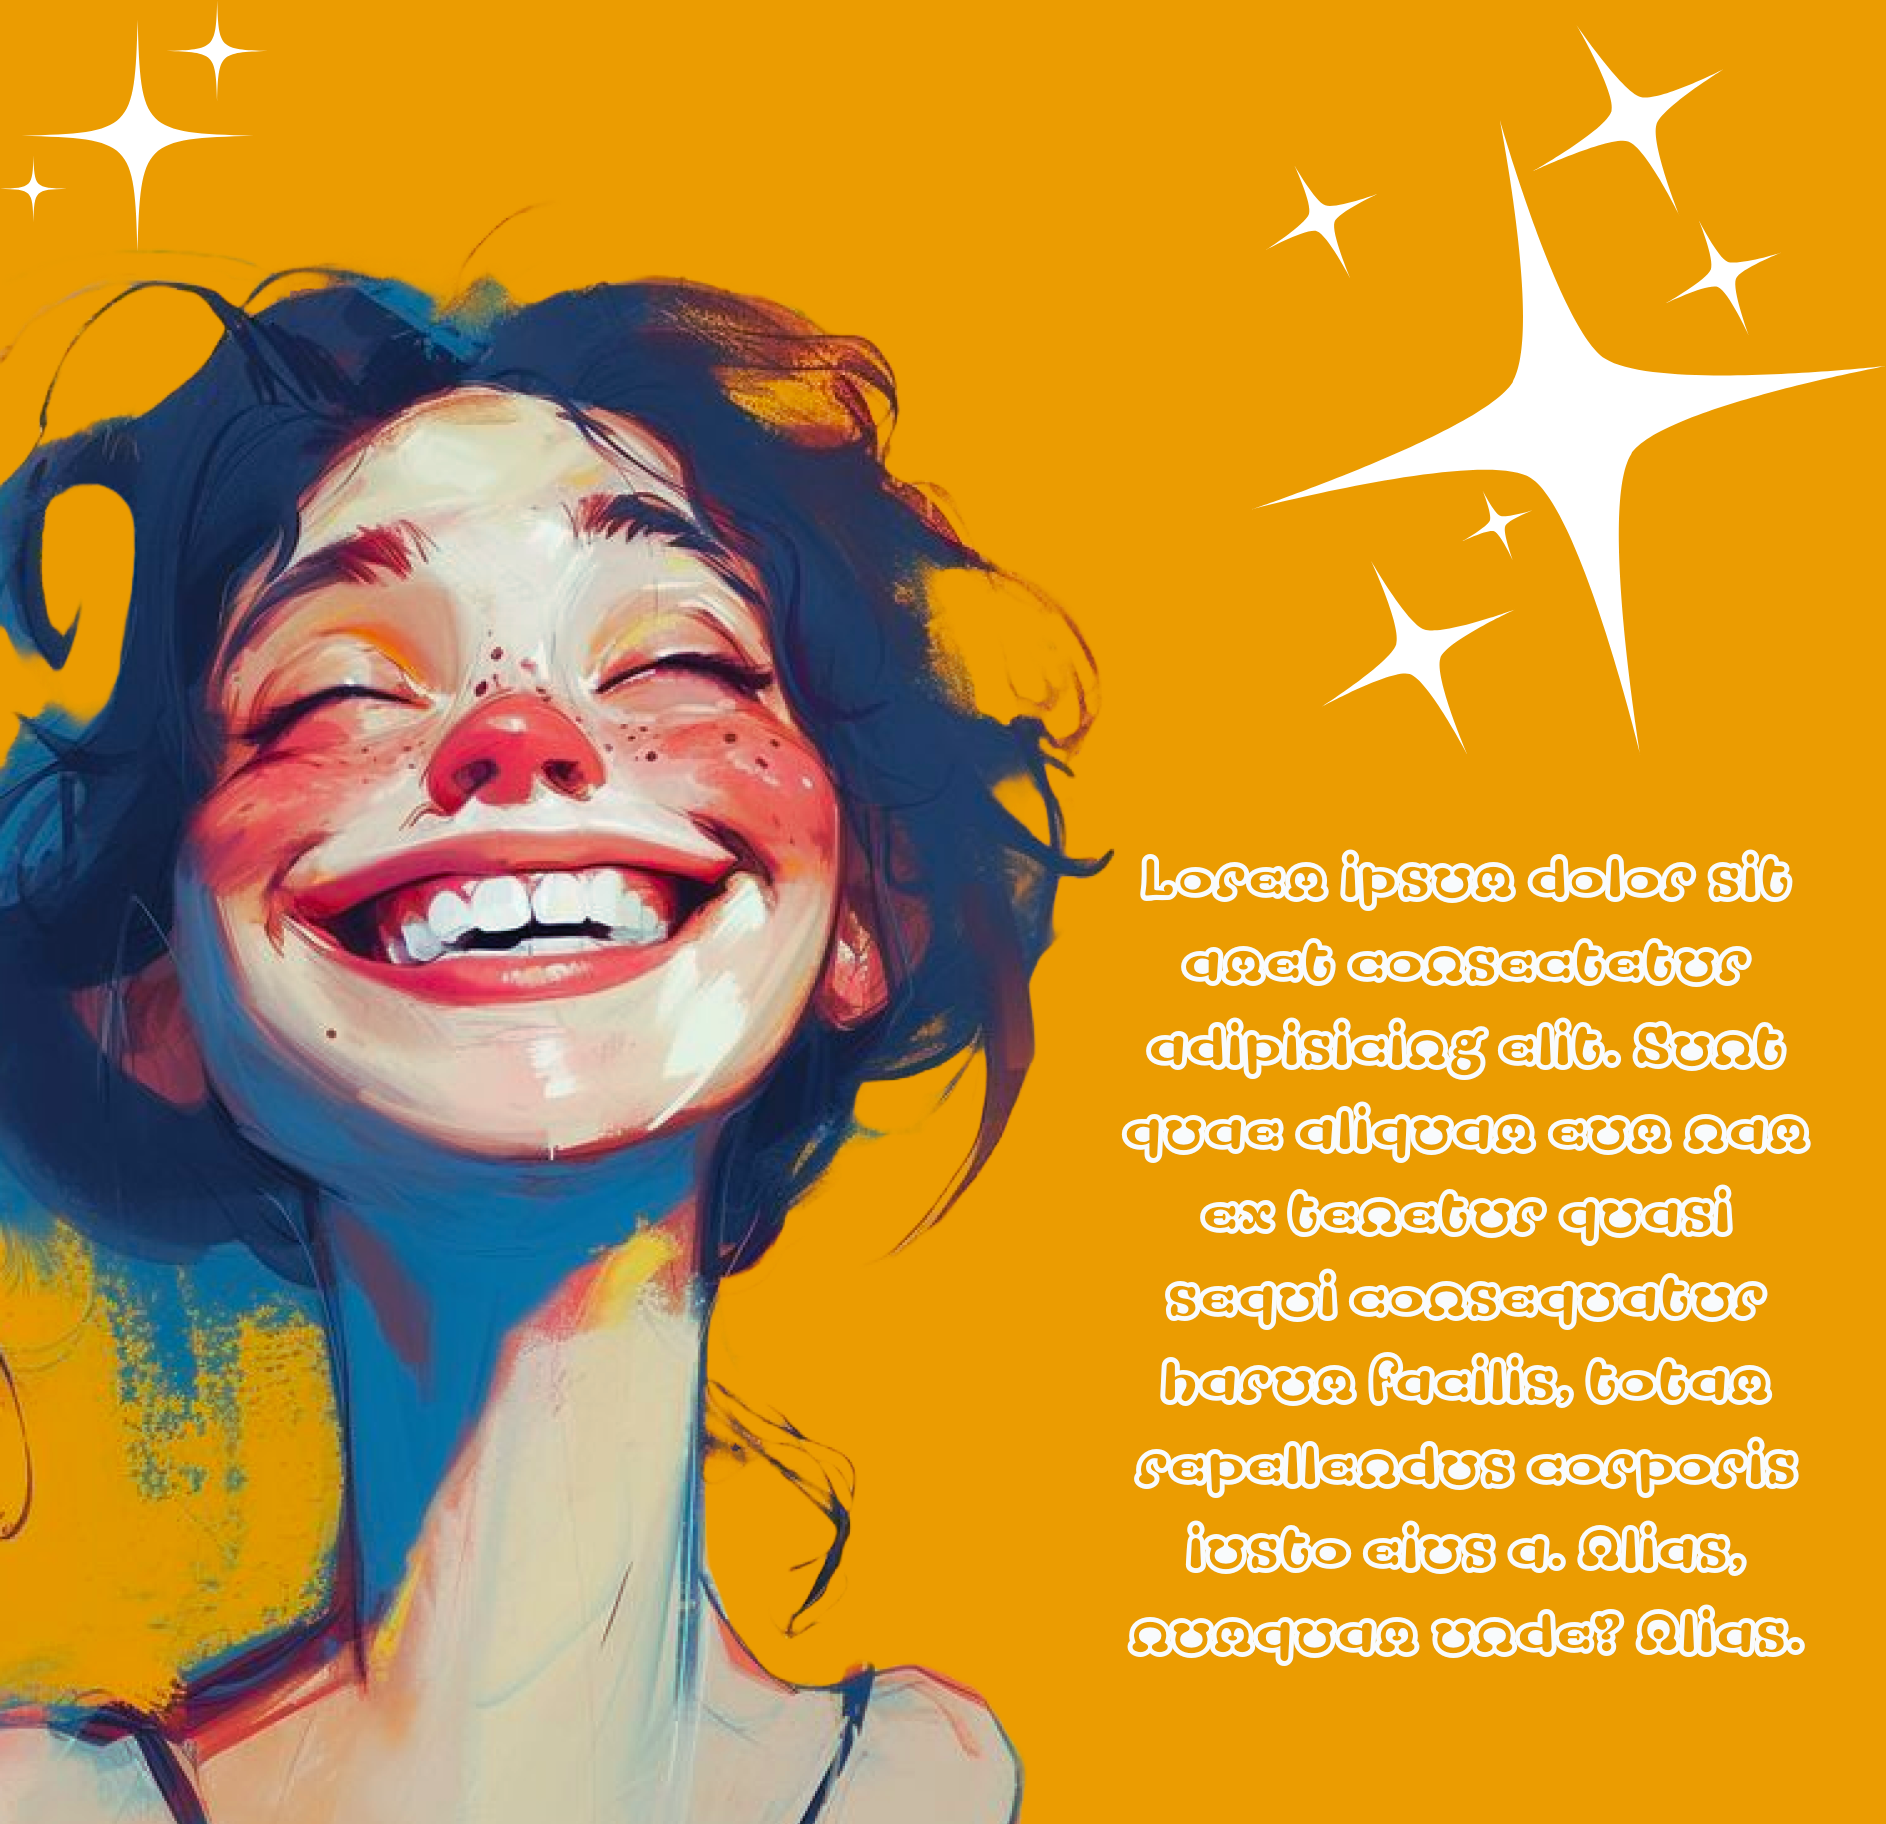 Lorem ipsum dolor sit
amet consectetur
adipisicing elit. Sunt
quae aliquam eum nam
ex tenetur quasi
sequi consequatur
harum facilis, totam
repellendus corporis
iusto eius a. Alias,
numquam unde? Alias.